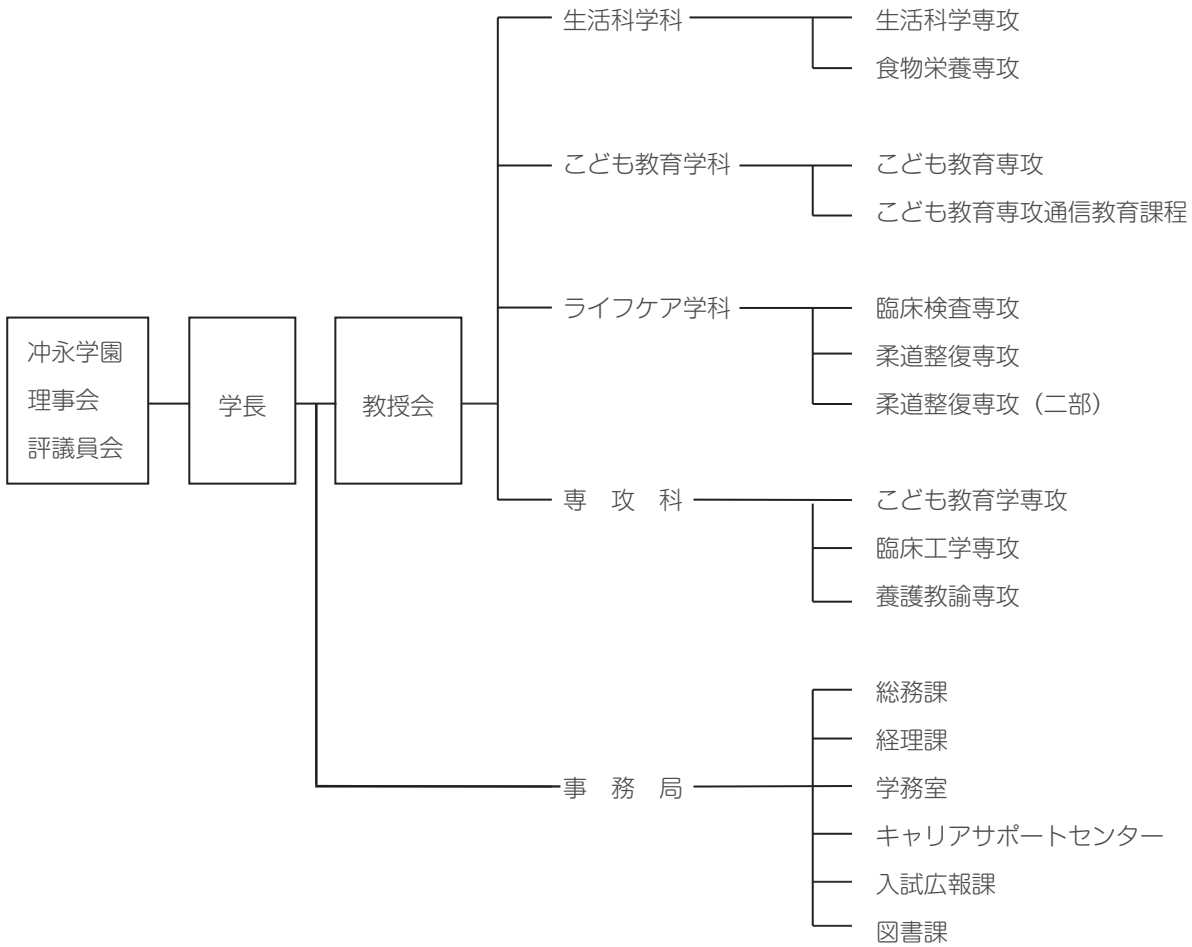 冲永学園
理事会
評議員会
学長
教授会
生活科学科
生活科学専攻
食物栄養専攻
こども教育学科
こども教育専攻
こども教育専攻通信教育課程
ライフケア学科
臨床検査専攻
柔道整復専攻
柔道整復専攻（二部）
専　攻　科
こども教育学専攻
臨床工学専攻
養護教諭専攻
事　務　局
総務課
経理課
学務室
キャリアサポートセンター
入試広報課
図書課